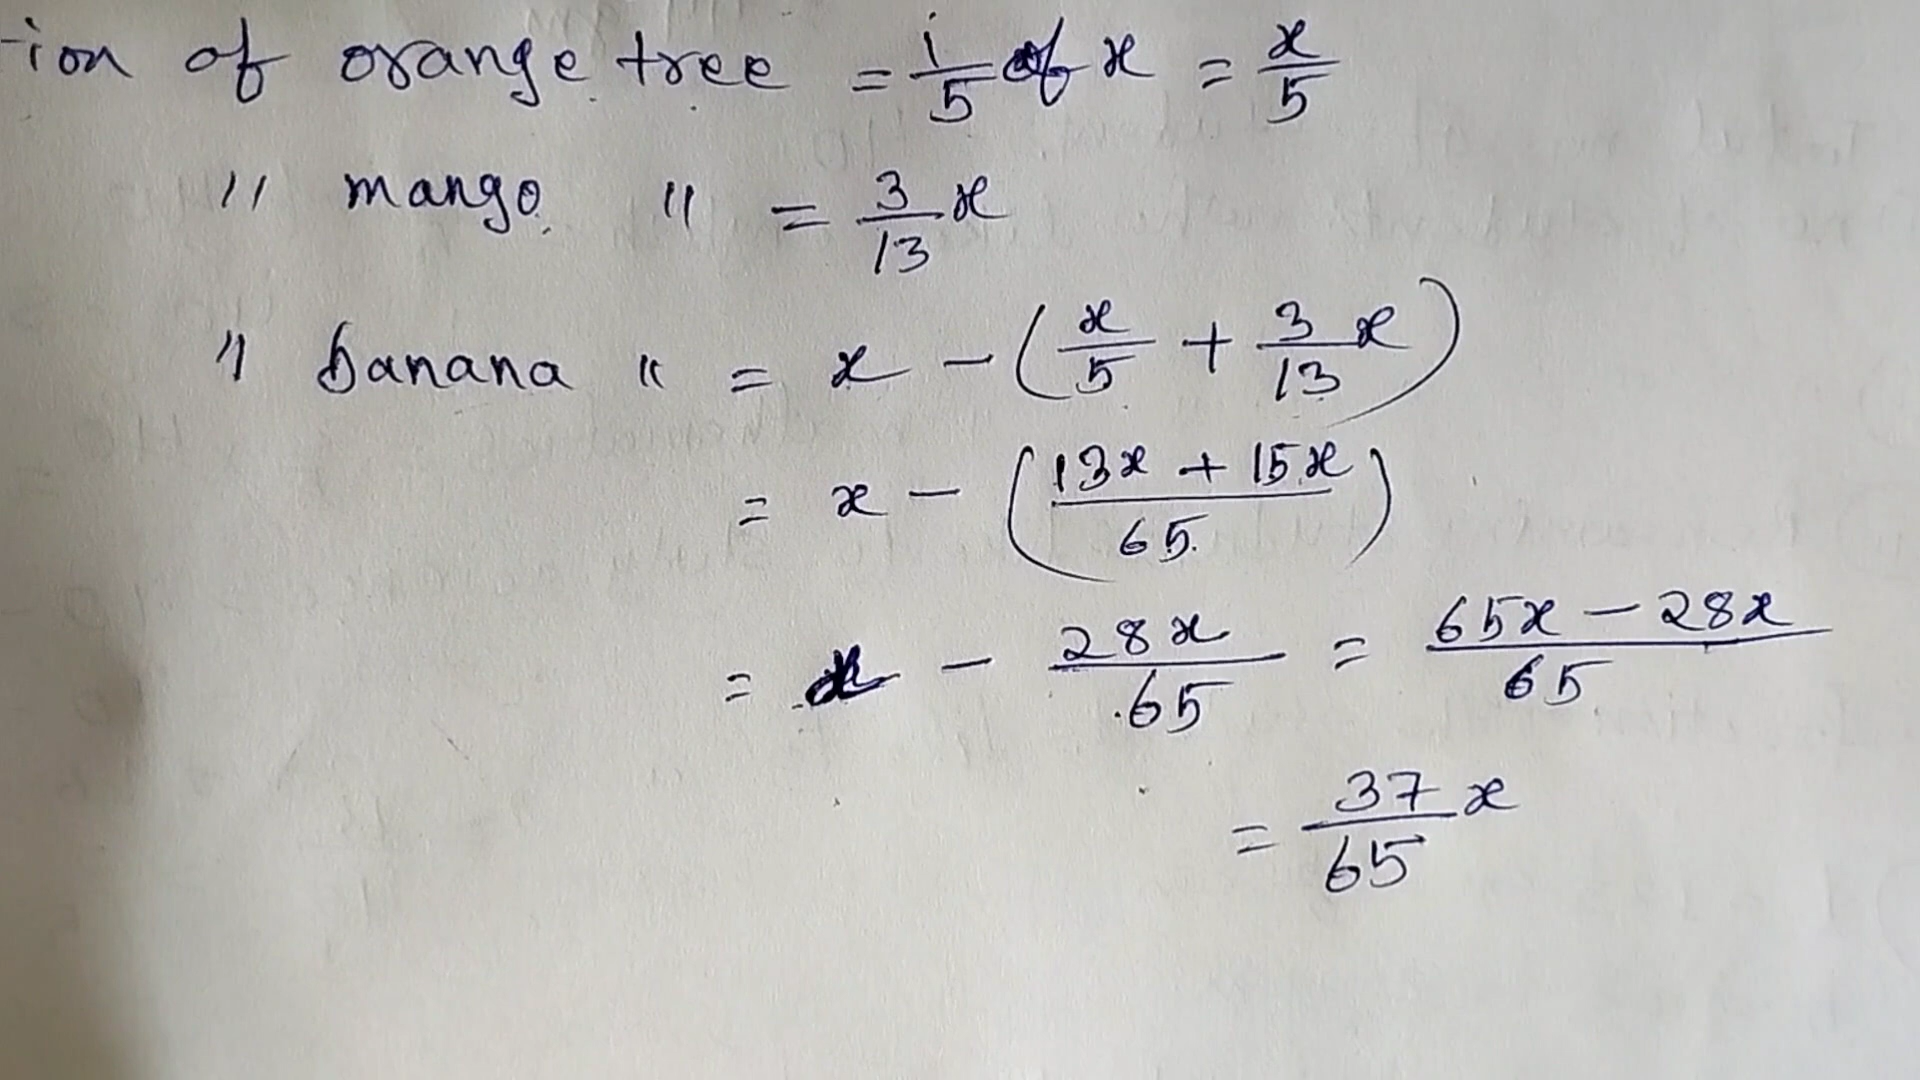 ion of orange tree = 1/5 of x = x/5
" mango " = 3/13 x
" banana " = x - (x/5 + 3/13 x)
= x - (13x + 15x / 65)
= x - 28x/65 = 65x - 28x / 65
= 37/65 x